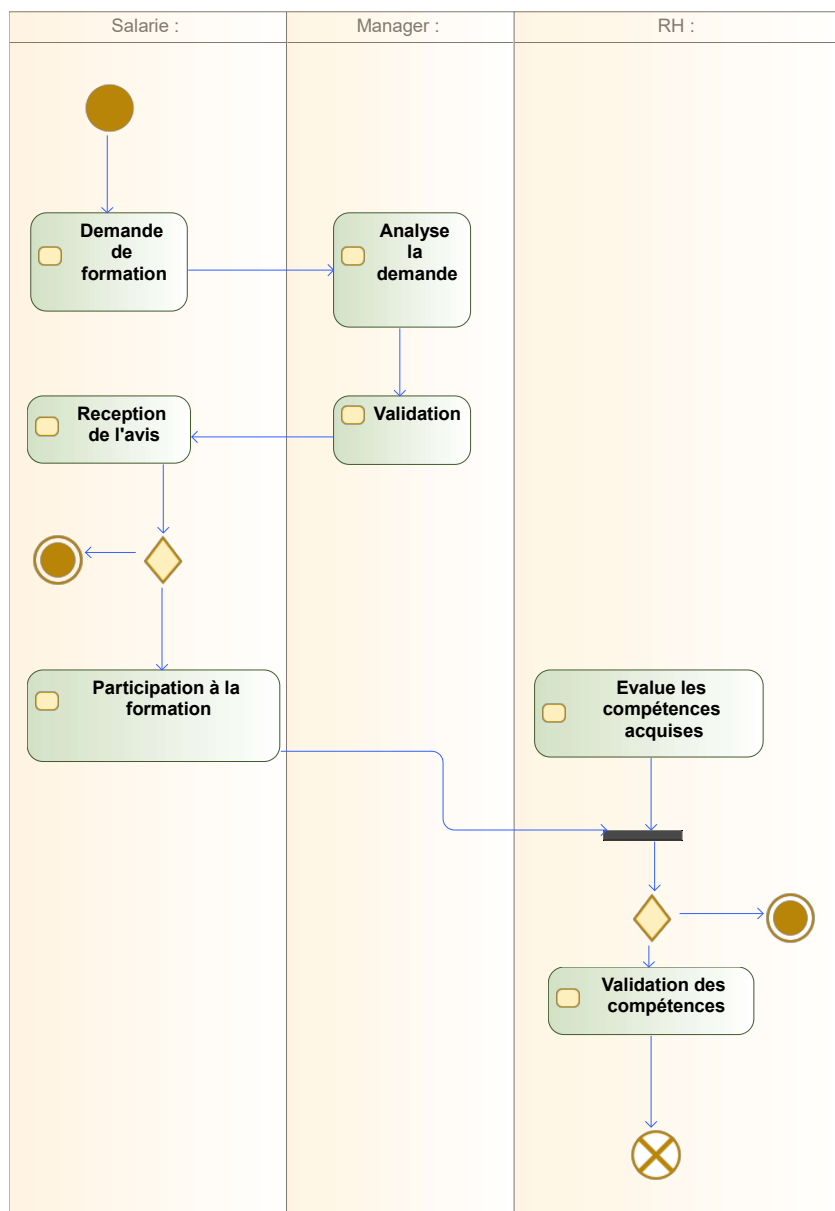 Salarie :
Manager :
RH :
Demande
de
formation
Analyse
la
demande
Reception
de l'avis
Validation
Participation à la
formation
Evalue les
compétences
acquises
Validation des
compétences